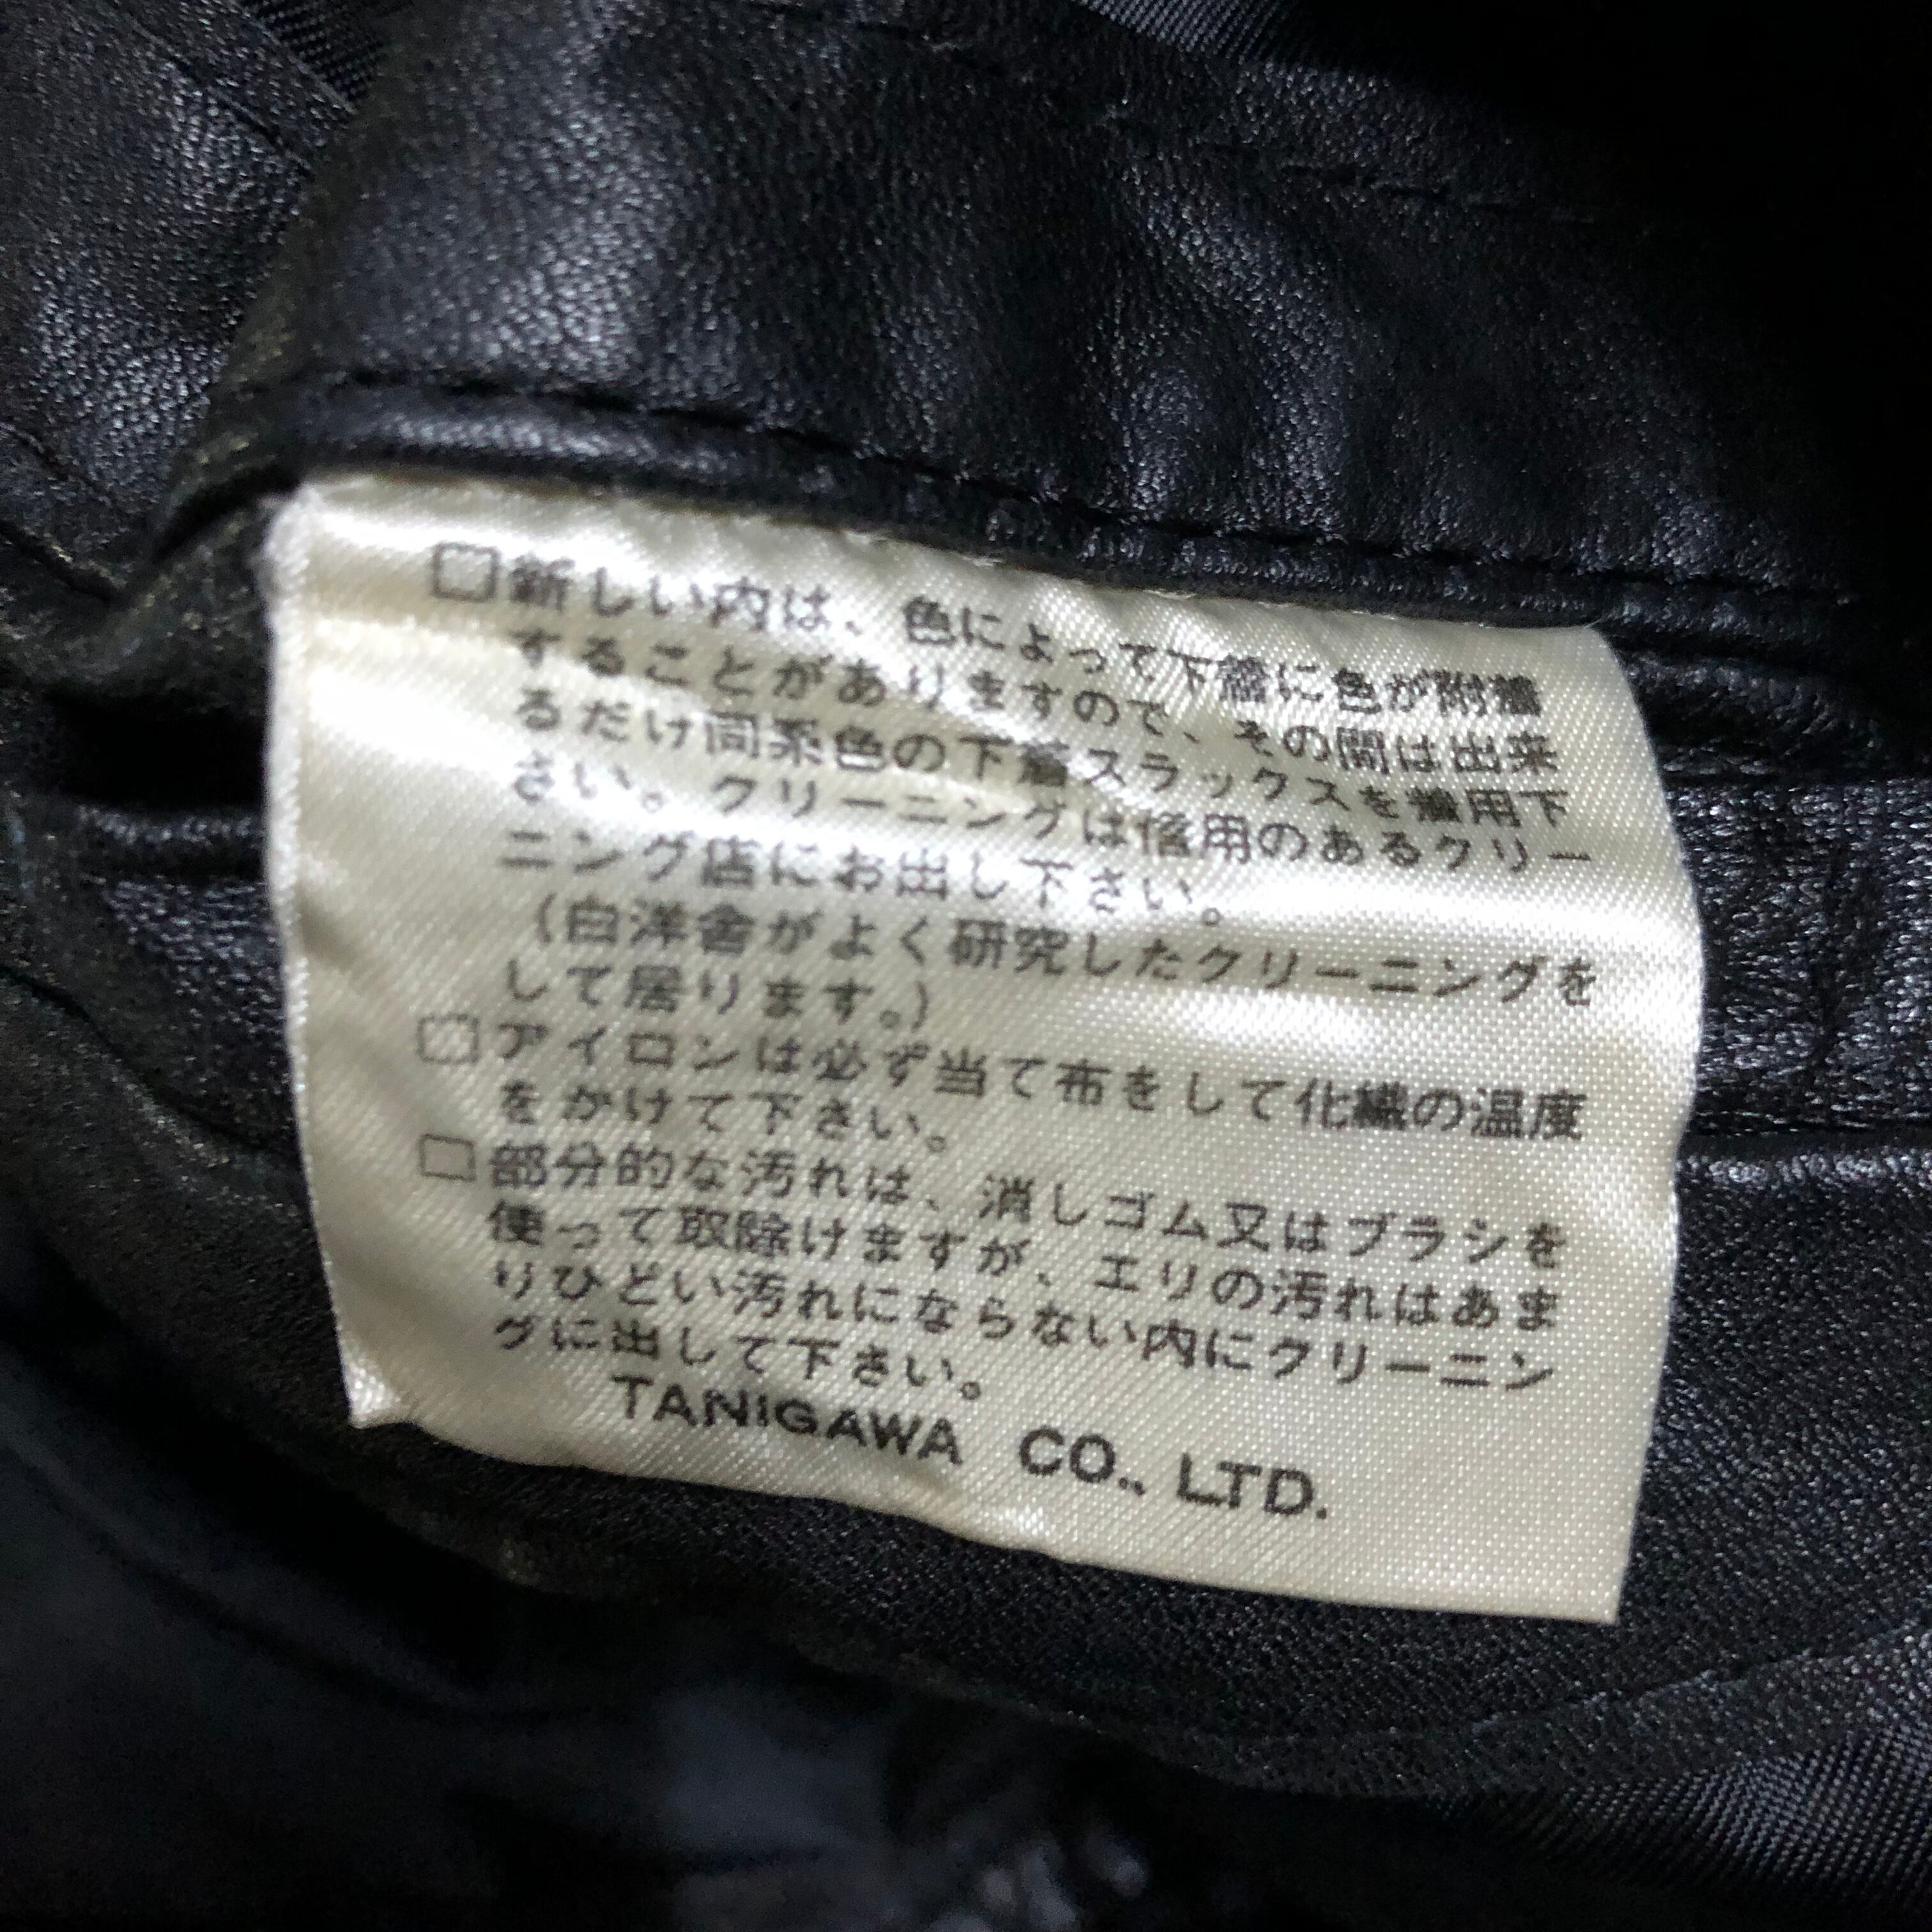 □新しい内は、色によって下着に色が附着
することがありますので、その間は出来
るだけ同系色の下着スラックスを着用下
さい。クリーニングは信用のあるクリー
ニング店にお出し下さい。
(白洋舍がよく研究したクリーニングを
して居ります。)
□アイロンは必ず当て布をして化繊の温度
をかけて下さい。
□部分的な汚れは、消しゴム又はブラシを
使って取除けますが、エリの汚れはあま
りひどい汚れにならない内にクリーニン
グに出して下さい。
TANIGAWA CO., LTD.